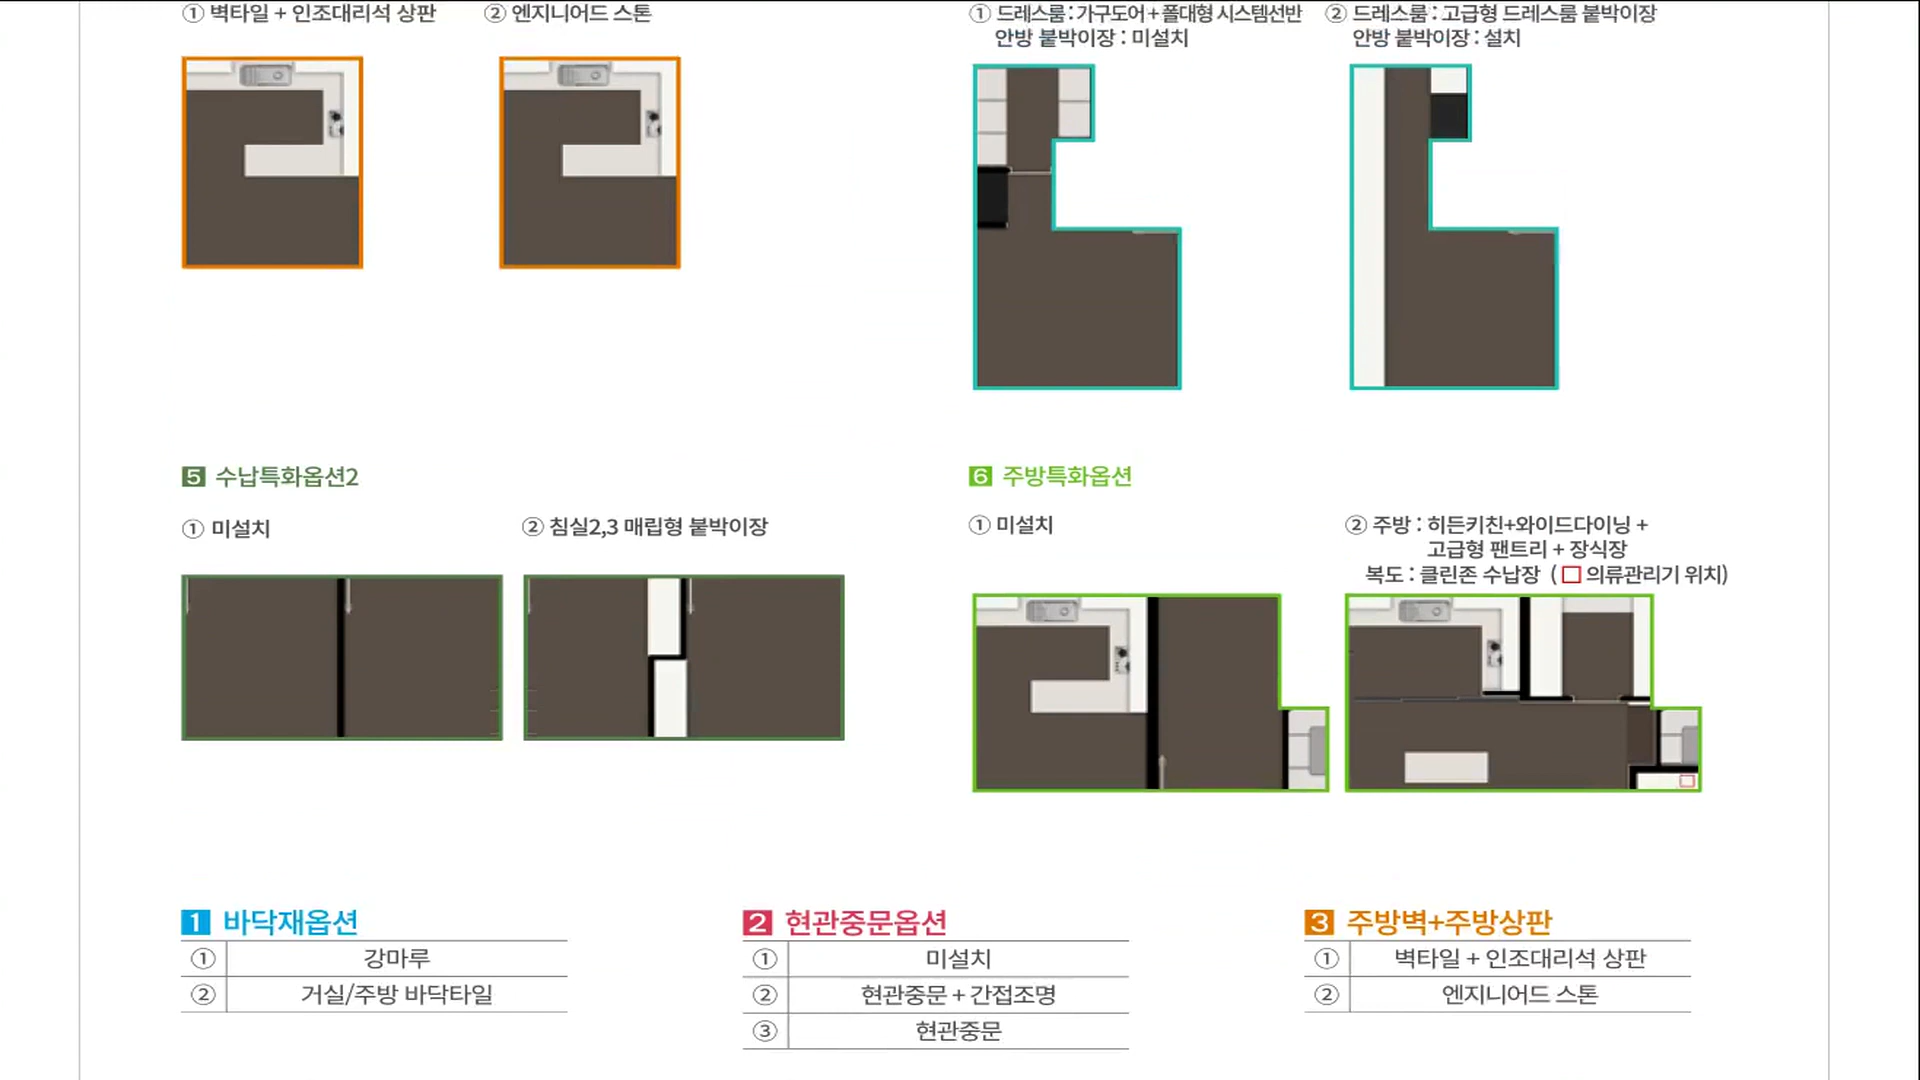 ① 벽타일 + 인조대리석 상판
② 엔지니어드 스톤
① 드레스룸 : 가구도어 + 폴대형 시스템선반
안방 붙박이장 : 미설치
② 드레스룸 : 고급형 드레스룸 붙박이장
안방 붙박이장 : 설치
5 수납특화옵션2
① 미설치
② 침실2,3 매립형 붙박이장
6 주방특화옵션
① 미설치
② 주방 : 히든키친+와이드다이닝 +
고급형 팬트리 + 장식장
복도 : 클린존 수납장 ( 의류관리기 위치)
1 바닥재옵션
① 강마루
② 거실/주방 바닥타일
2 현관중문옵션
① 미설치
② 현관중문 + 간접조명
③ 현관중문
3 주방벽+주방상판
① 벽타일 + 인조대리석 상판
② 엔지니어드 스톤